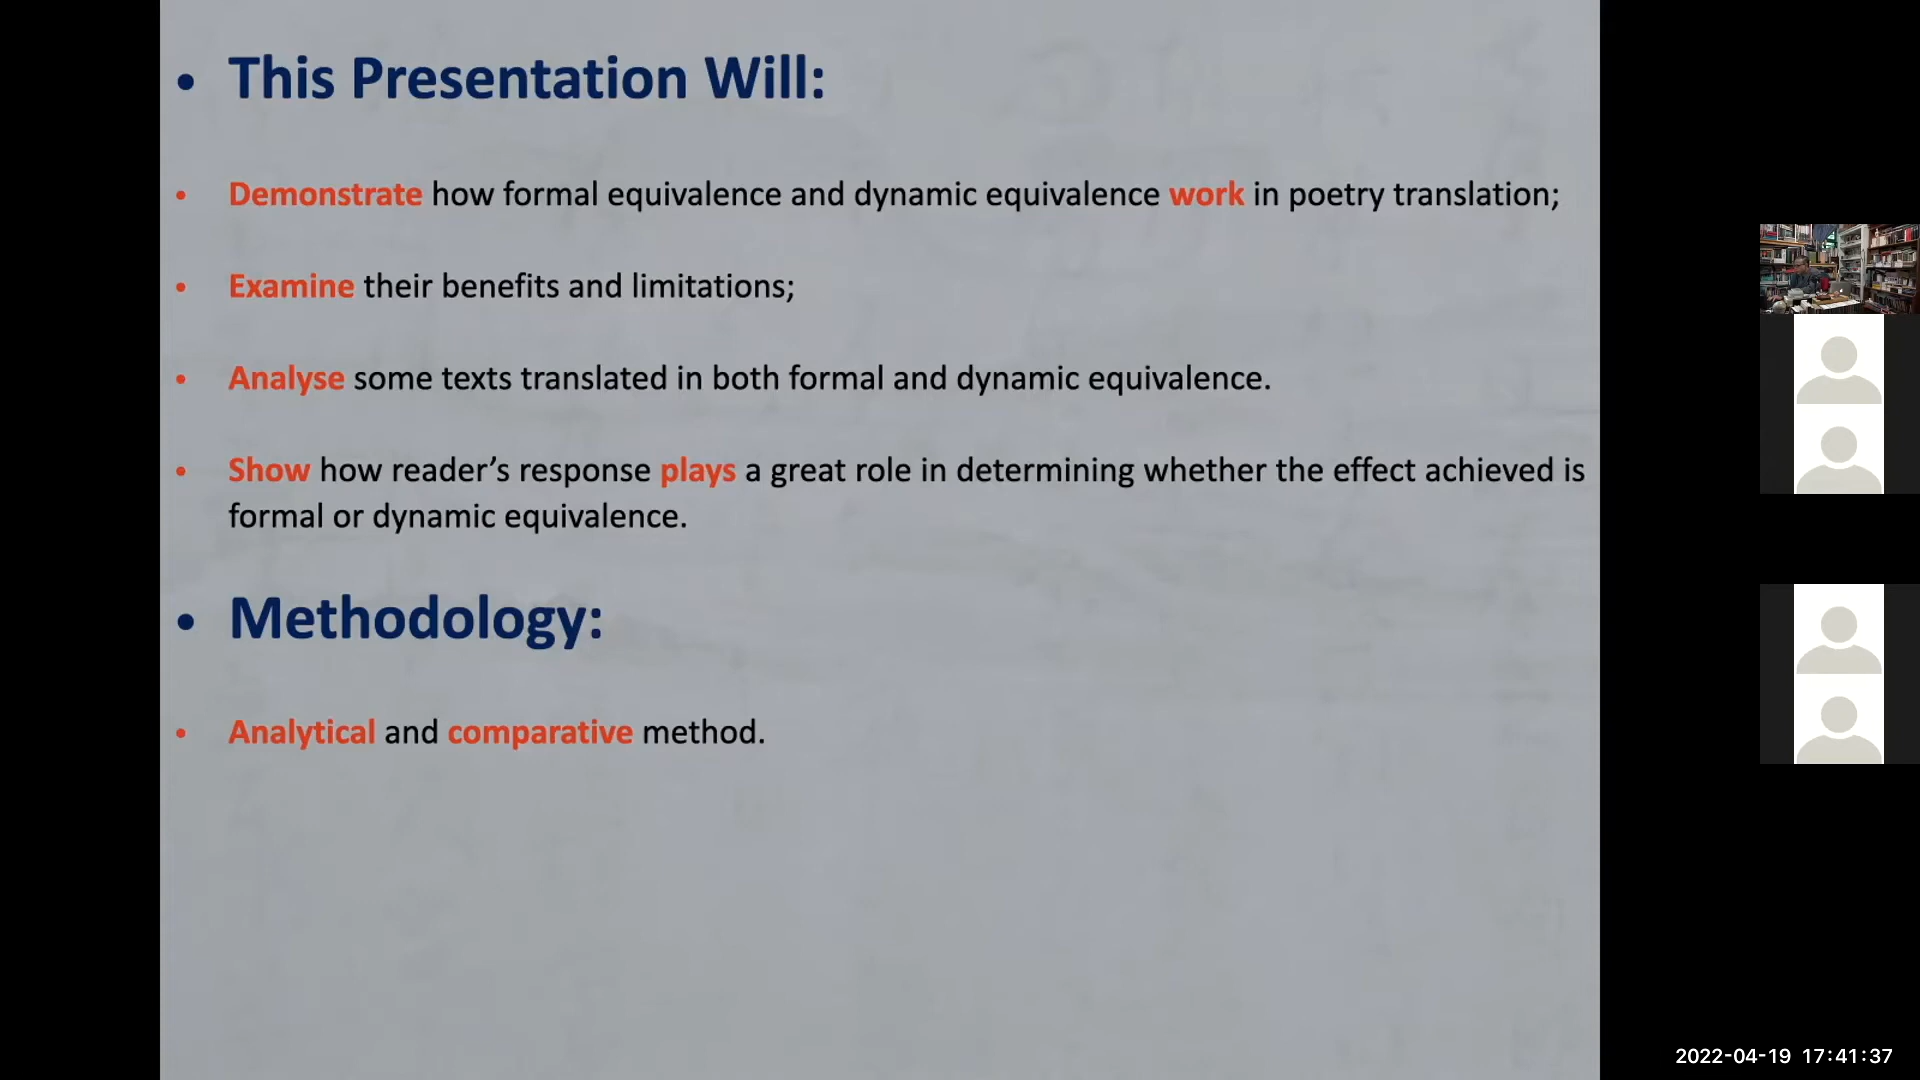 • This Presentation Will:
• Demonstrate how formal equivalence and dynamic equivalence work in poetry translation;
• Examine their benefits and limitations;
• Analyse some texts translated in both formal and dynamic equivalence.
• Show how reader’s response plays a great role in determining whether the effect achieved is
formal or dynamic equivalence.
• Methodology:
• Analytical and comparative method.
2022-04-19 17:41:37